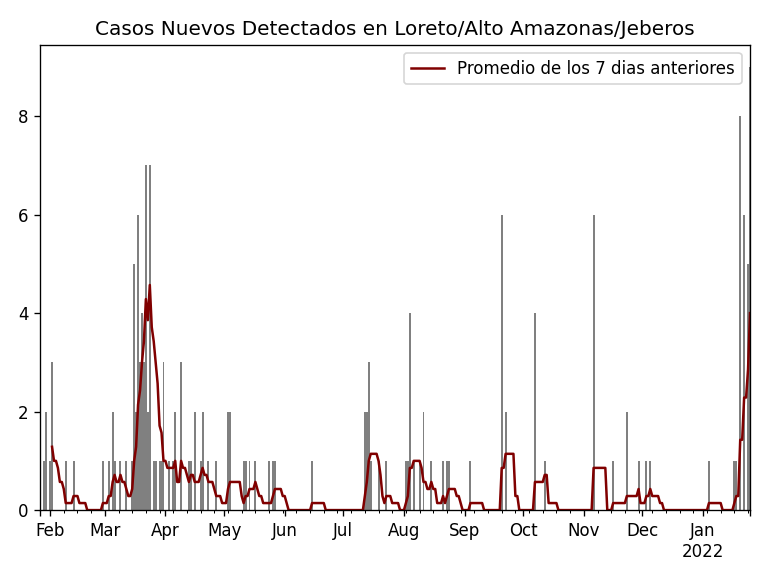 Casos Nuevos Detectados en Loreto/Alto Amazonas/Jeberos
Promedio de los 7 dias anteriores
8
6
4
2
0
Feb Mar Apr May Jun Jul Aug Sep Oct Nov Dec Jan
2022